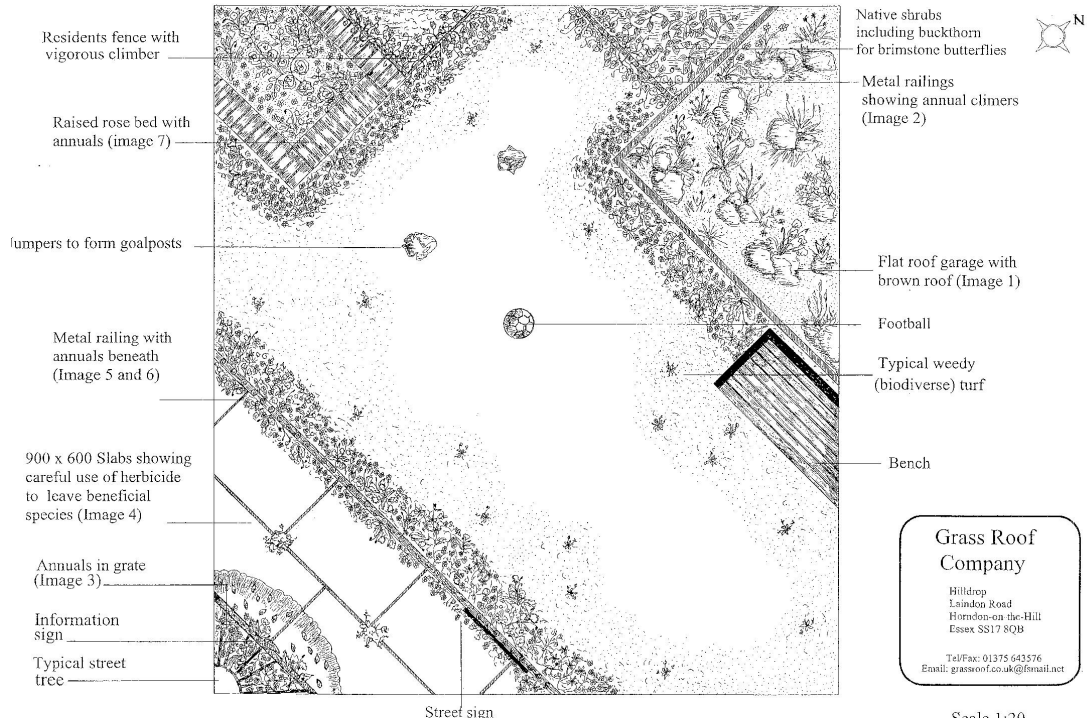 Residents fence with
vigorous climber
Raised rose bed with
annuals (image 7)
Jumpers to form goalposts
Metal railing with
annuals beneath
(Image 5 and 6)
900 x 600 Slabs showing
careful use of herbicide
to leave beneficial
species (Image 4)
Annuals in grate
(Image 3)
Information
sign
Typical street
tree
Street sign
Native shrubs
including buckthorn
for brimstone butterflies
N
Metal railings
showing annual climers
(Image 2)
Flat roof garage with
brown roof (Image 1)
Football
Typical weedy
(biodiverse) turf
Bench
Grass Roof
Company
Hilldrop
Laindon Road
Horndon-on-the-Hill
Essex SS17 8QB
Tel/Fax: 01375 643576
Email: grassroof.co.uk@fsmail.net
Scale 1:20